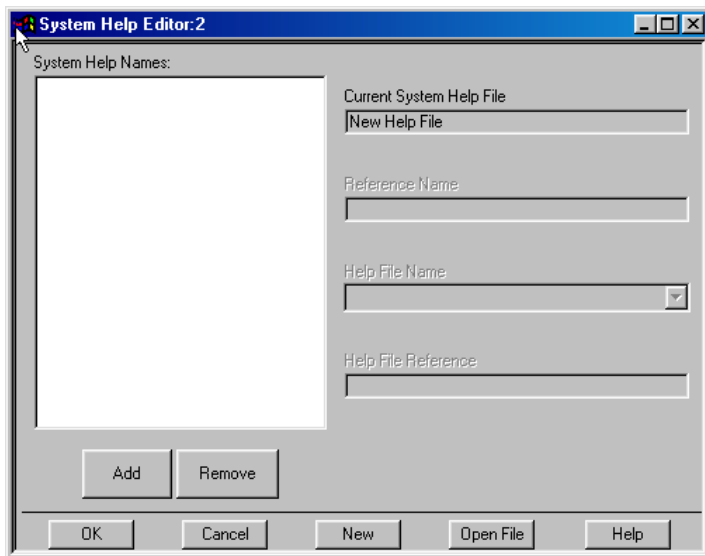 System Help Editor:2
System Help Names:
Current System Help File
New Help File
Reference Name
Help File Name
Help File Reference
Add Remove
OK Cancel New Open File Help